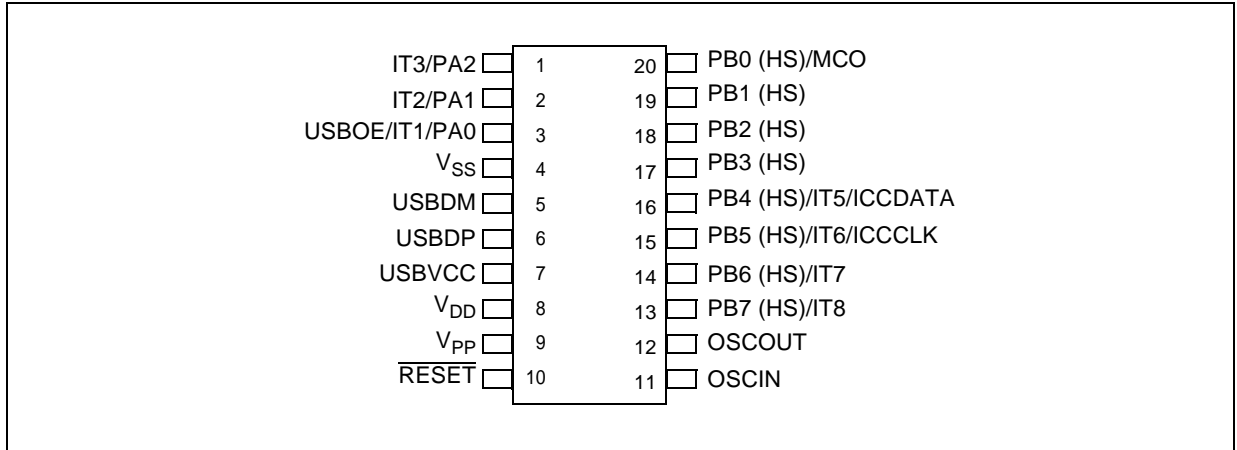 IT3/PA2 1 20 PB0 (HS)/MCO
IT2/PA1 2 19 PB1 (HS)
USBOE/IT1/PA0 3 18 PB2 (HS)
VSS 4 17 PB3 (HS)
USBDM 5 16 PB4 (HS)/IT5/ICCDATA
USBDP 6 15 PB5 (HS)/IT6/ICCCLK
USBVCC 7 14 PB6 (HS)/IT7
VDD 8 13 PB7 (HS)/IT8
VPP 9 12 OSCOUT
RESET 10 11 OSCIN